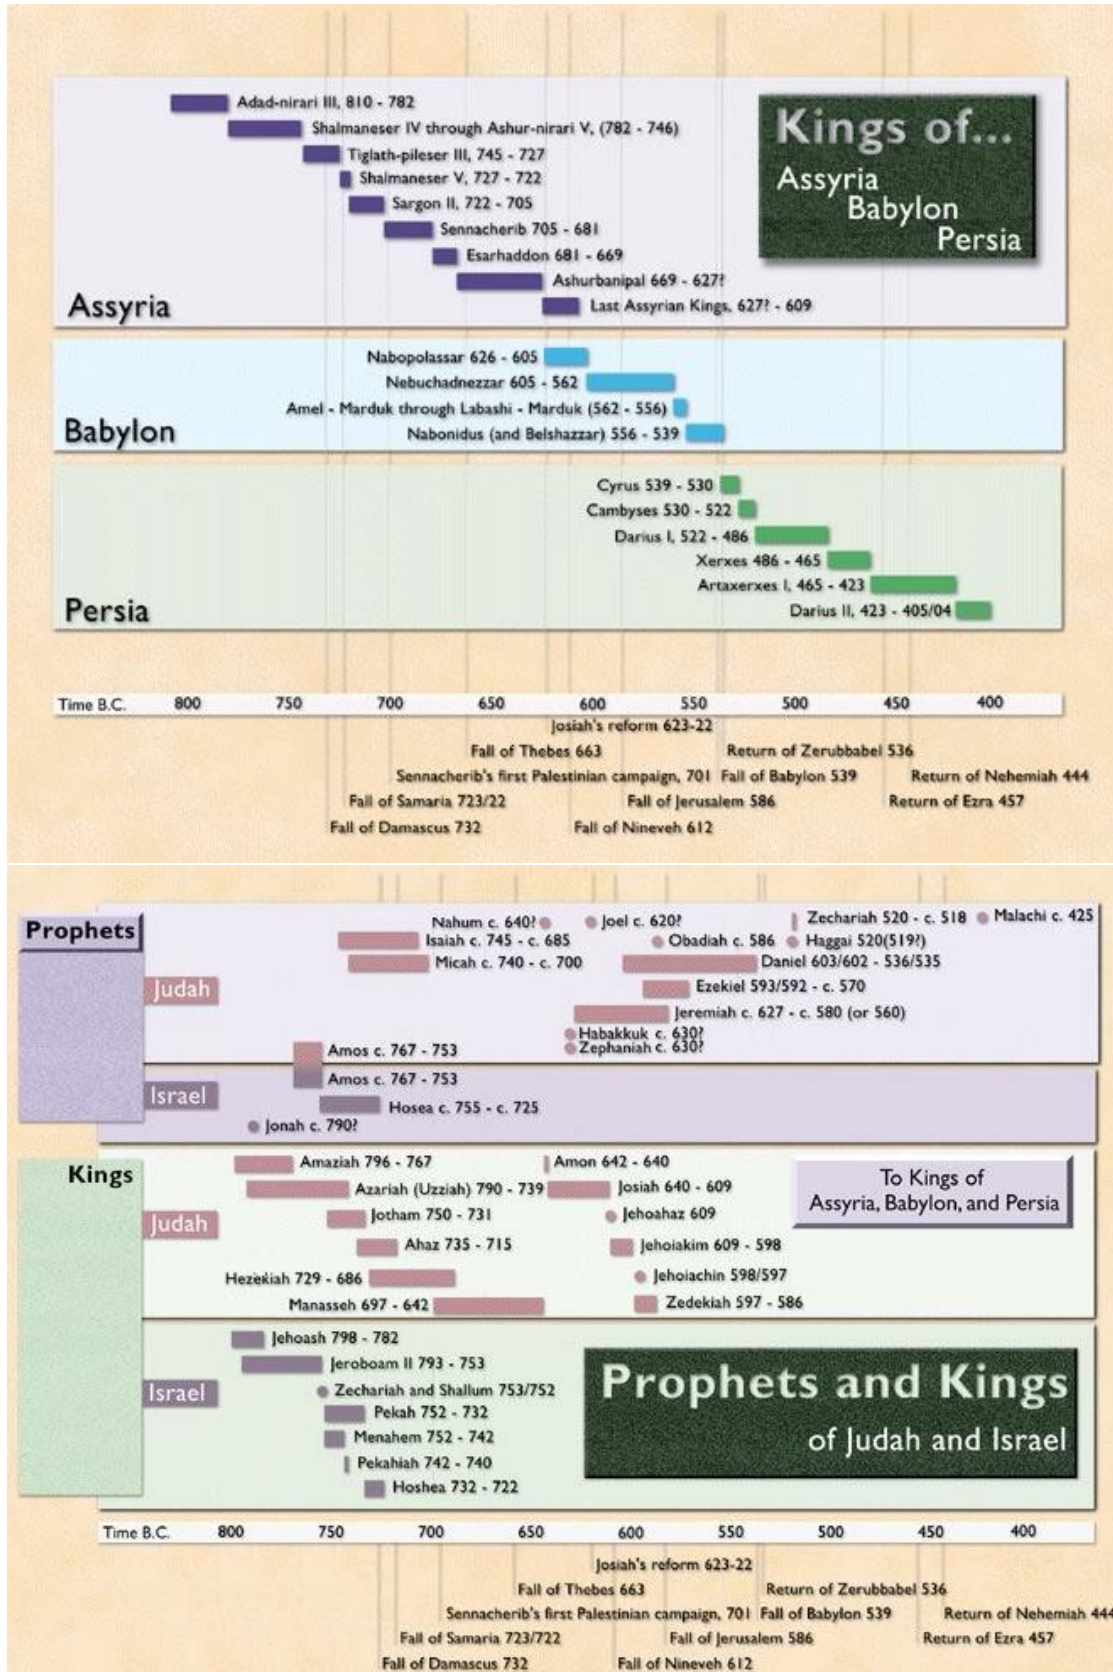 Adad-nirari III, 810 - 782
Shalmaneser IV through Ashur-nirari V, (782 - 746)
Tiglath-pileser III, 745 - 727
Shalmaneser V, 727 - 722
Sargon II, 722 - 705
Sennacherib 705 - 681
Esarhaddon 681 - 669
Ashurbanipal 669 - 627?
Last Assyrian Kings, 627? - 609
Assyria
Kings of...
Assyria
Babylon
Persia
Nabopolassar 626 - 605
Nebuchadnezzar 605 - 562
Amel - Marduk through Labashi - Marduk (562 - 556)
Nabonidus (and Belshazzar) 556 - 539
Babylon
Cyrus 539 - 530
Cambyses 530 - 522
Darius I, 522 - 486
Xerxes 486 - 465
Artaxerxes I, 465 - 423
Darius II, 423 - 405/04
Persia
Time B.C. 800 750 700 650 600 550 500 450 400
Josiah's reform 623-22
Fall of Thebes 663 Return of Zerubbabel 536
Sennacherib's first Palestinian campaign, 701 Fall of Babylon 539 Return of Nehemiah 444
Fall of Samaria 723/22 Fall of Jerusalem 586 Return of Ezra 457
Fall of Damascus 732 Fall of Nineveh 612
Prophets
Judah
Nahum c. 640? Joel c. 620? Zechariah 520 - c. 518 Malachi c. 425
Isaiah c. 745 - c. 685 Obadiah c. 586 Haggai 520(519?)
Micah c. 740 - c. 700 Daniel 603/602 - 536/535
Ezekiel 593/592 - c. 570
Jeremiah c. 627 - c. 580 (or 560)
Habakkuk c. 630?
Zephaniah c. 630?
Amos c. 767 - 753
Israel
Amos c. 767 - 753
Hosea c. 755 - c. 725
Jonah c. 790?
Kings
Judah
Amaziah 796 - 767 Amon 642 - 640
Azariah (Uzziah) 790 - 739 Josiah 640 - 609
Jotham 750 - 731 Jehoahaz 609
Ahaz 735 - 715 Jehoiakim 609 - 598
Hezekiah 729 - 686 Jehoiachin 598/597
Manasseh 697 - 642 Zedekiah 597 - 586
To Kings of
Assyria, Babylon, and Persia
Israel
Jehoash 798 - 782
Jeroboam II 793 - 753
Zechariah and Shallum 753/752
Pekah 752 - 732
Menahem 752 - 742
Pekahiah 742 - 740
Hoshea 732 - 722
Prophets and Kings
of Judah and Israel
Time B.C. 800 750 700 650 600 550 500 450 400
Josiah's reform 623-22
Fall of Thebes 663 Return of Zerubbabel 536
Sennacherib's first Palestinian campaign, 701 Fall of Babylon 539 Return of Nehemiah 444
Fall of Samaria 723/722 Fall of Jerusalem 586 Return of Ezra 457
Fall of Damascus 732 Fall of Nineveh 612